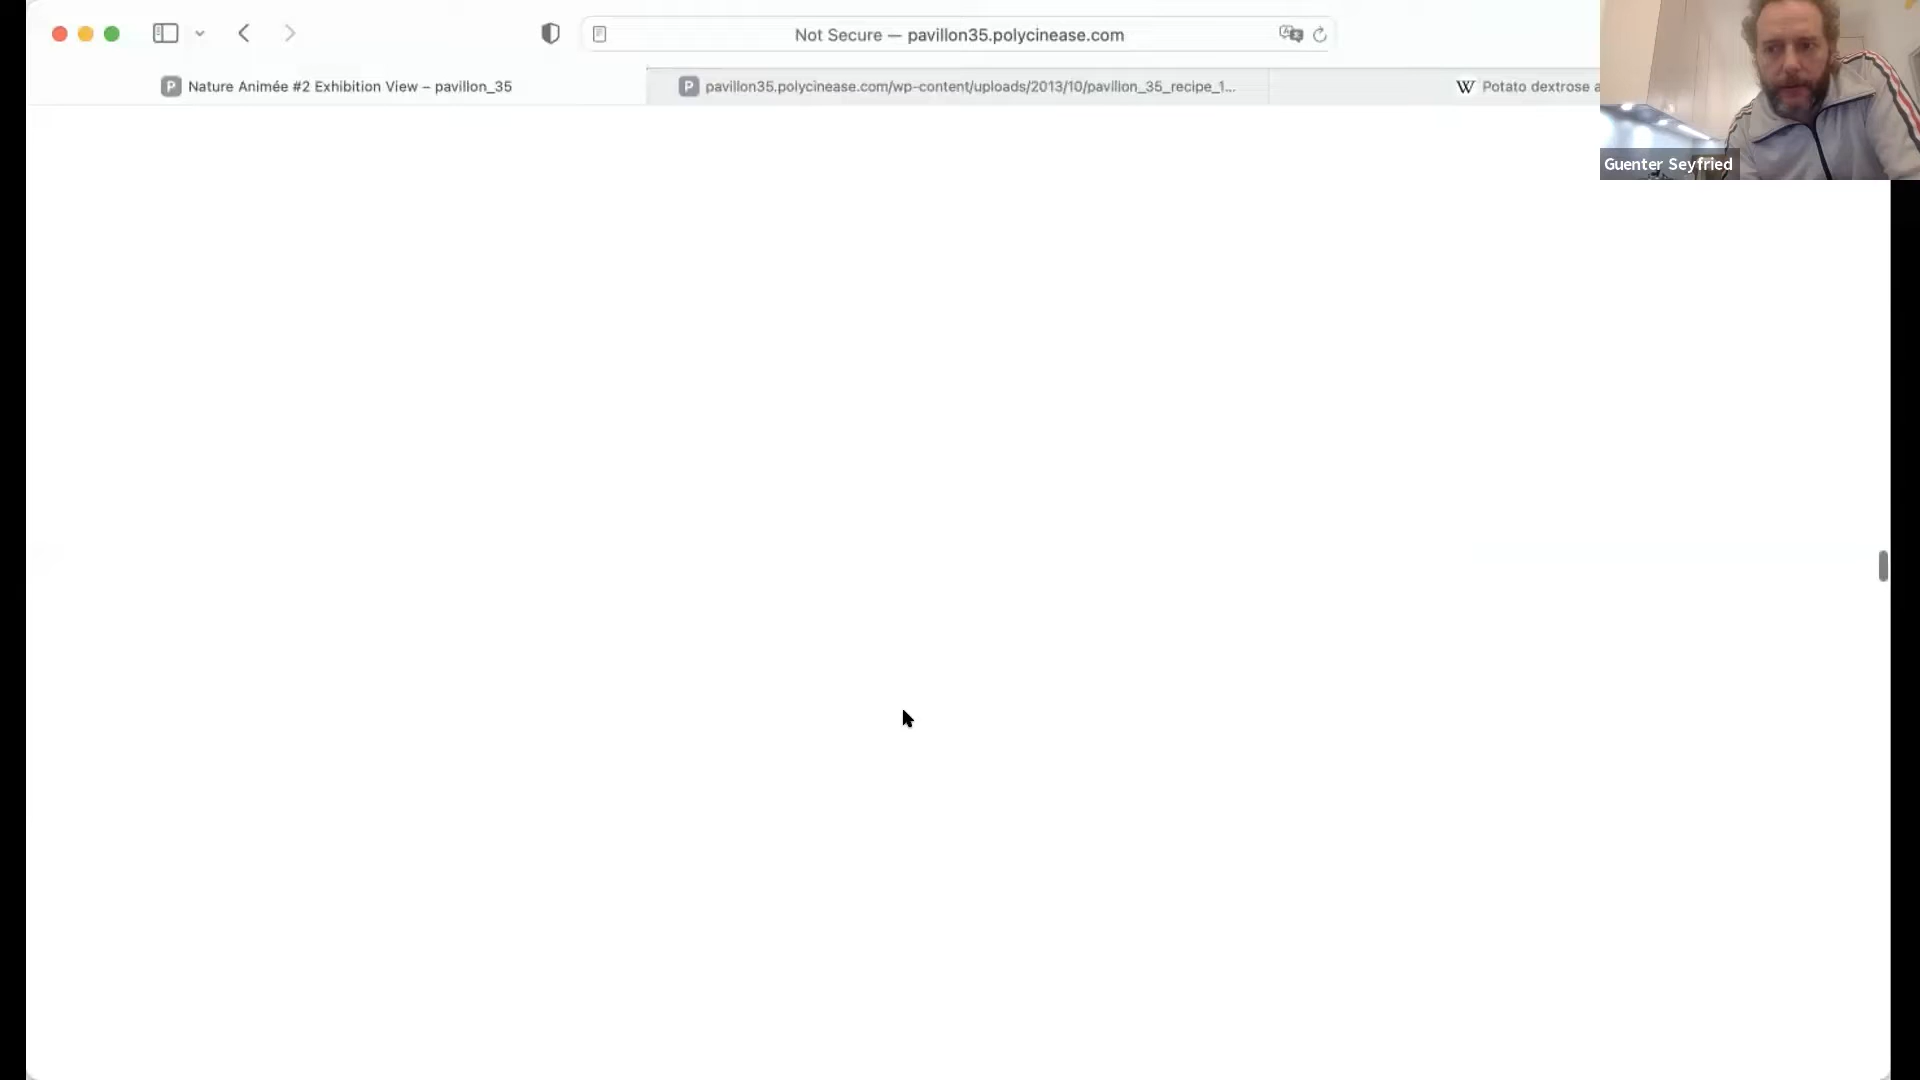 Not Secure — pavillon35.polycinease.com
P Nature Animée #2 Exhibition View – pavillon_35
P pavillon35.polycinease.com/wp-content/uploads/2013/10/pavillon_35_recipe_1...
W Potato dextrose a
Guenter Seyfried